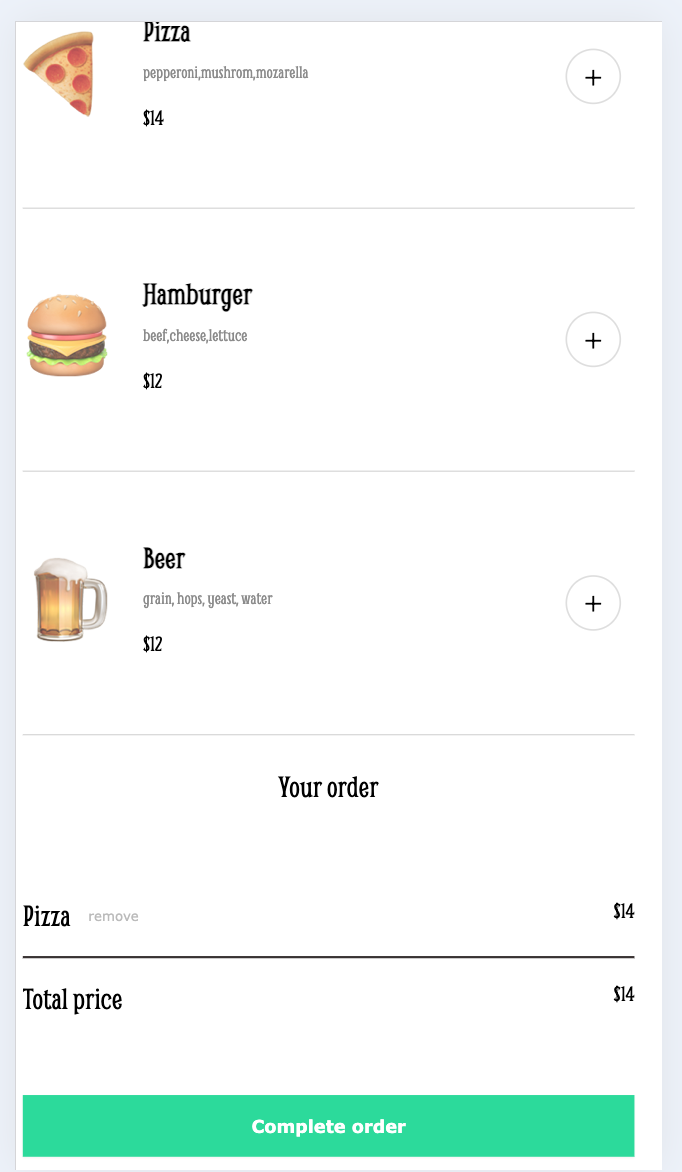 Pizza
pepperoni,mushrom,mozarella
$14
+
Hamburger
beef,cheese,lettuce
$12
+
Beer
grain, hops, yeast, water
$12
+
Your order
Pizza remove $14
Total price $14
Complete order